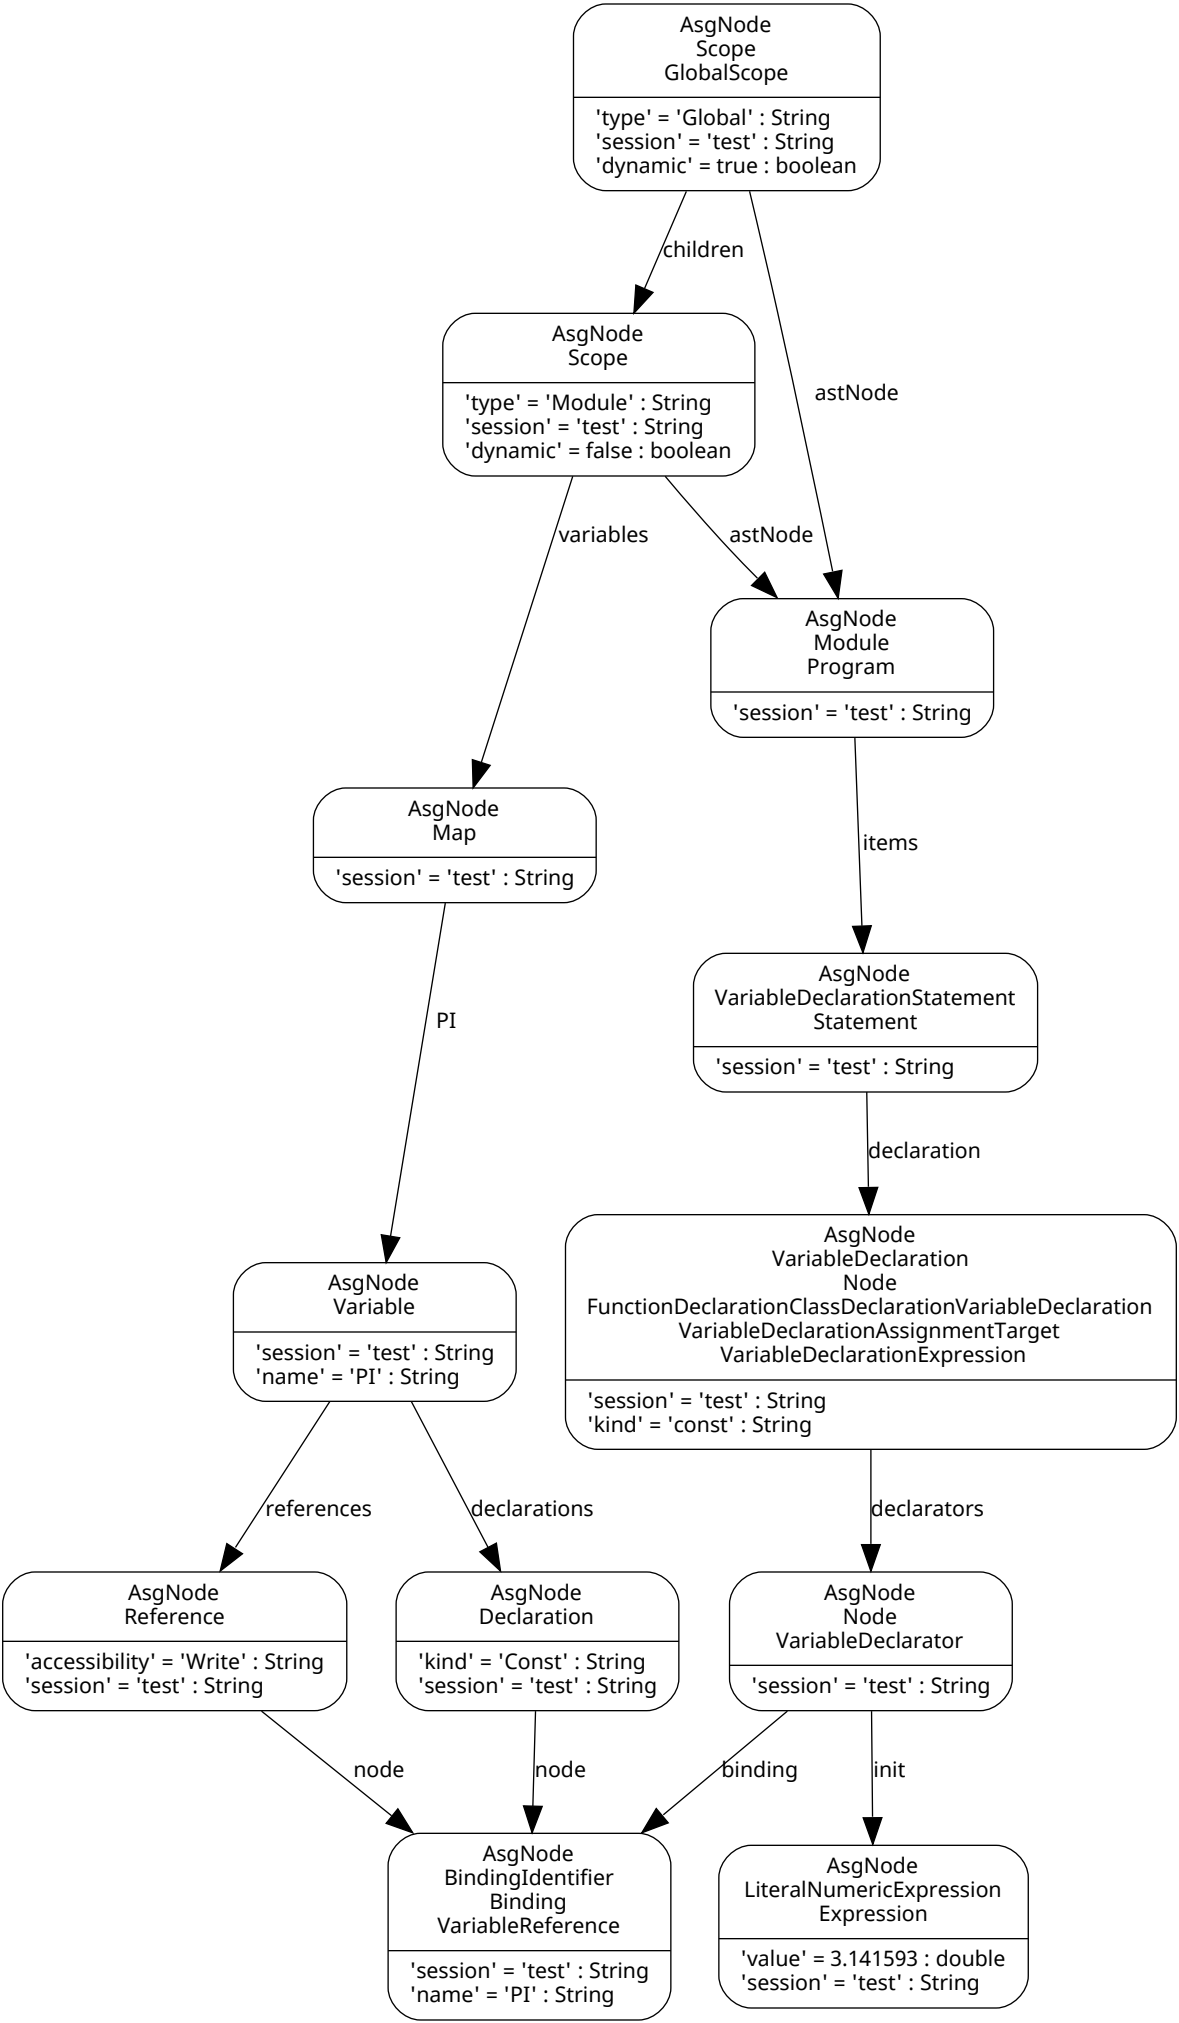 AsgNode
Scope
GlobalScope
'type' = 'Global' : String
'session' = 'test' : String
'dynamic' = true : boolean
children
AsgNode
Scope
'type' = 'Module' : String
'session' = 'test' : String
'dynamic' = false : boolean
astNode
variables
astNode
AsgNode
Module
Program
'session' = 'test' : String
AsgNode
Map
'session' = 'test' : String
items
AsgNode
VariableDeclarationStatement
Statement
'session' = 'test' : String
PI
declaration
AsgNode
VariableDeclaration
Node
FunctionDeclarationClassDeclarationVariableDeclaration
VariableDeclarationAssignmentTarget
VariableDeclarationExpression
'session' = 'test' : String
'kind' = 'const' : String
AsgNode
Variable
'session' = 'test' : String
'name' = 'PI' : String
references
declarations
declarators
AsgNode
Reference
'accessibility' = 'Write' : String
'session' = 'test' : String
AsgNode
Declaration
'kind' = 'Const' : String
'session' = 'test' : String
AsgNode
Node
VariableDeclarator
'session' = 'test' : String
node
node
binding
init
AsgNode
BindingIdentifier
Binding
VariableReference
'session' = 'test' : String
'name' = 'PI' : String
AsgNode
LiteralNumericExpression
Expression
'value' = 3.141593 : double
'session' = 'test' : String